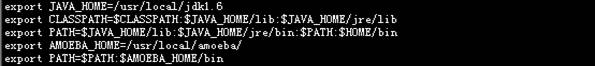 export JAVA_HOME=/usr/local/jdk1.6
export CLASSPATH=$CLASSPATH:$JAVA_HOME/lib:$JAVA_HOME/jre/lib
export PATH=$JAVA_HOME/lib:$JAVA_HOME/jre/bin:$PATH:$HOME/bin
export AMOEBA_HOME=/usr/local/amoeba/
export PATH=$PATH:$AMOEBA_HOME/bin